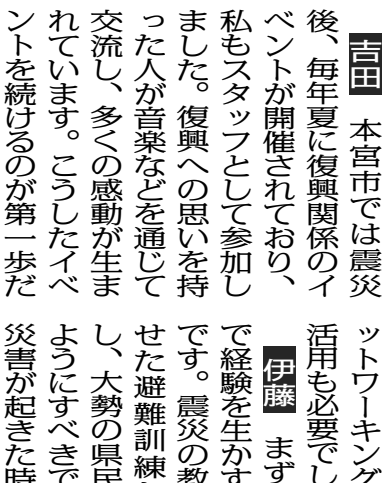 吉田　本宮市では震災
後、毎年夏に復興関係のイ
ベントが開催されており、
私もスタッフとして参加し
ました。復興への思いを持
った人が音楽などを通じて
交流し、多くの感動が生ま
れています。こうしたイベ
ントを続けるのが第一歩だ
ットワーキング
活用も必要でし
伊藤　まず
で経験を生かす
です。震災の教
せた避難訓練
し、大勢の県民
ようにすべきで
災害が起きた時